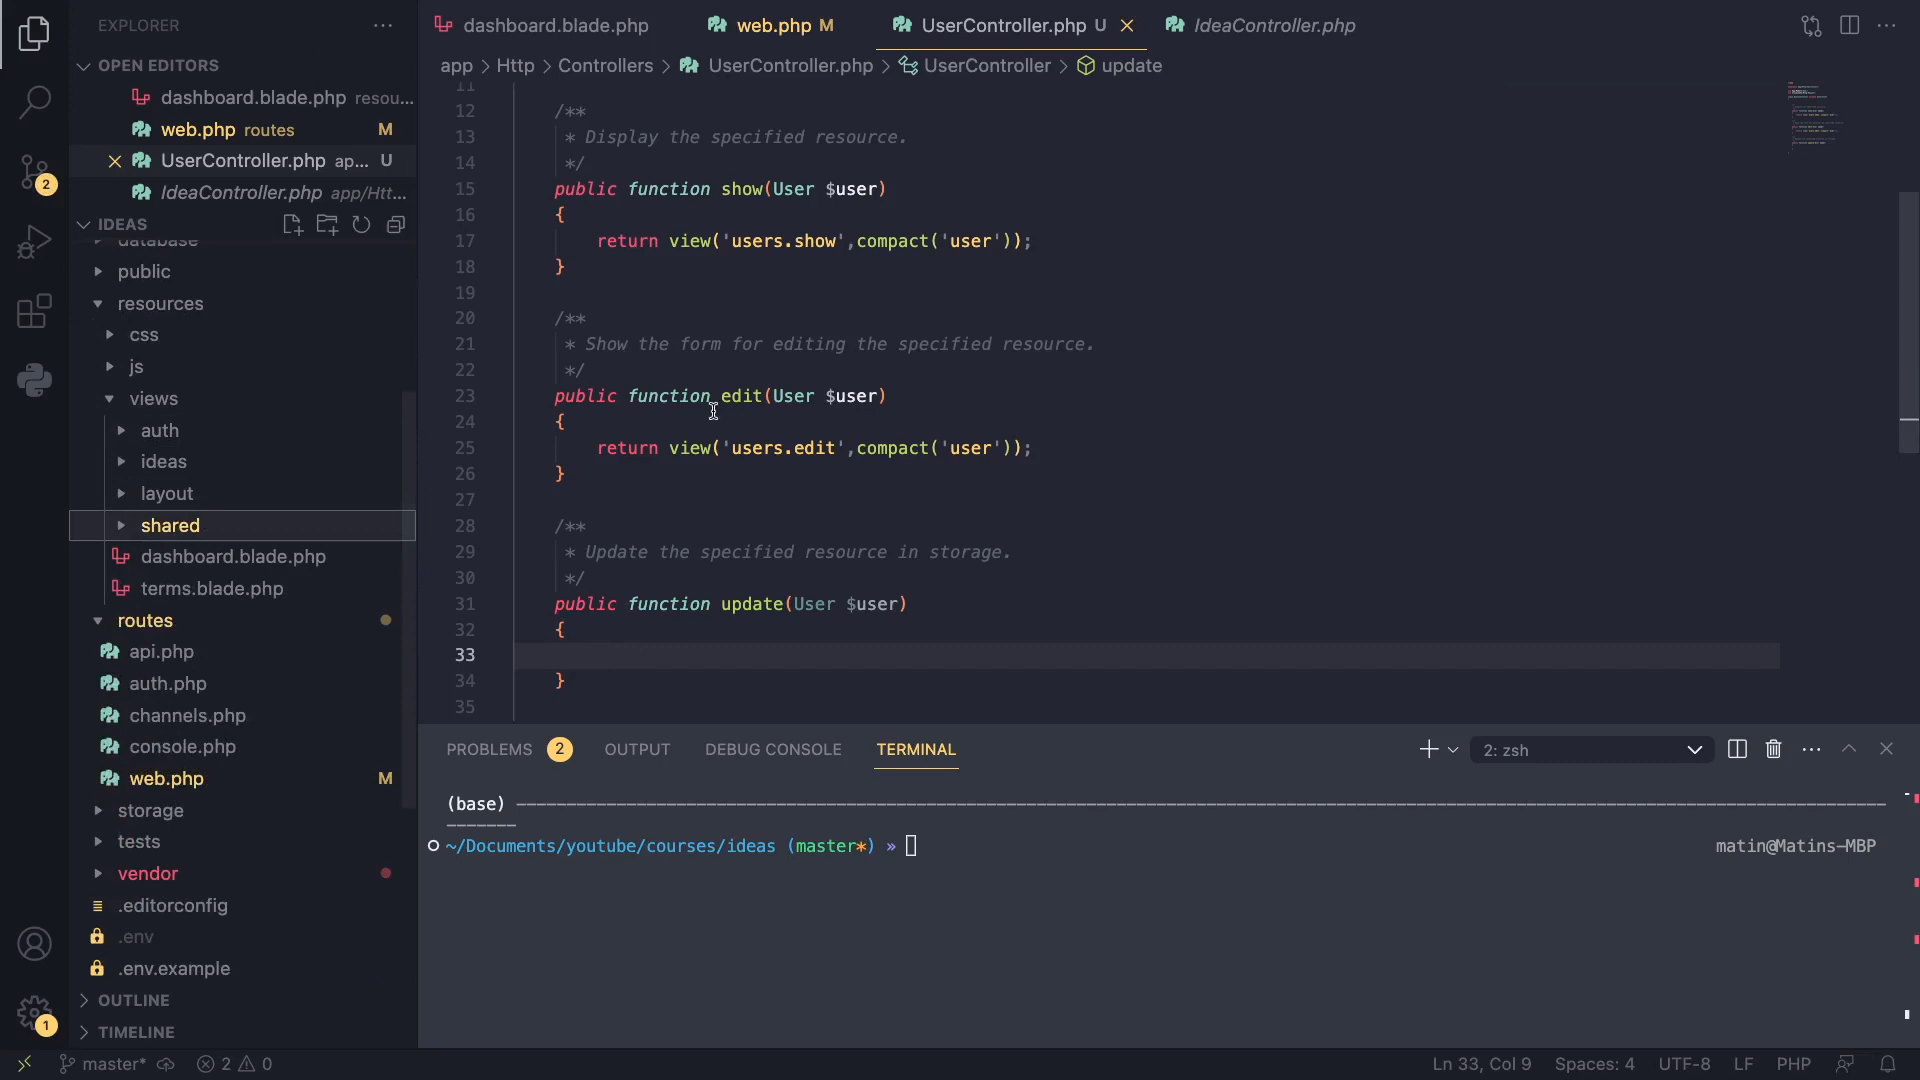 EXPLORER
OPEN EDITORS
dashboard.blade.php resou...
web.php routes M
UserController.php ap... U
IdeaController.php app/Htt...
IDEAS
database
public
resources
css
js
views
auth
ideas
layout
shared
dashboard.blade.php
terms.blade.php
routes
api.php
auth.php
channels.php
console.php
web.php M
storage
tests
vendor
.editorconfig
.env
.env.example
OUTLINE
TIMELINE
dashboard.blade.php web.php M UserController.php U IdeaController.php
app > Http > Controllers > UserController.php > UserController > update
11
12 /**
13 * Display the specified resource.
14 */
15 public function show(User $user)
16 {
17 return view('users.show',compact('user'));
18 }
19
20 /**
21 * Show the form for editing the specified resource.
22 */
23 public function edit(User $user)
24 {
25 return view('users.edit',compact('user'));
26 }
27
28 /**
29 * Update the specified resource in storage.
30 */
31 public function update(User $user)
32 {
33
34 }
35
PROBLEMS 2 OUTPUT DEBUG CONSOLE TERMINAL 2: zsh
(base)
~/Documents/youtube/courses/ideas (master*) » matin@Matins-MBP
2
1
master* 2 0 Ln 33, Col 9 Spaces: 4 UTF-8 LF PHP